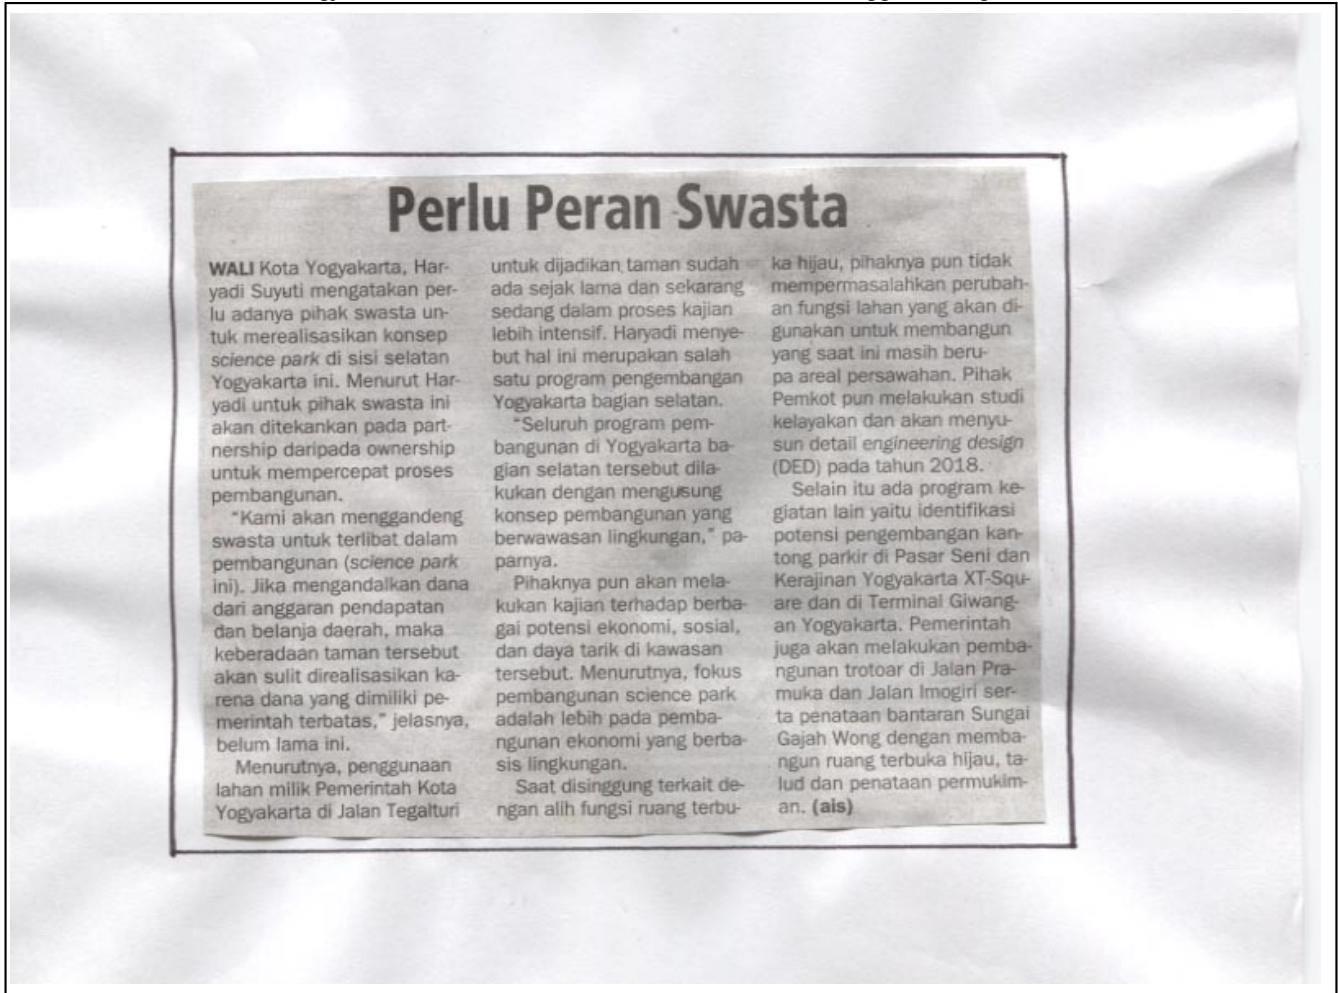 Perlu Peran Swasta
WALI Kota Yogyakarta, Har-
yadi Suyuti mengatakan per-
lu adanya pihak swasta un-
tuk merealisasikan konsep
science park di sisi selatan
Yogyakarta ini. Menurut Har-
yadi untuk pihak swasta ini
akan ditekankan pada part-
nership daripada ownership
untuk mempercepat proses
pembangunan.
“Kami akan menggandeng
swasta untuk terlibat dalam
pembangunan (science park
ini). Jika mengandalkan dana
dari anggaran pendapatan
dan belanja daerah, maka
keberadaan taman tersebut
akan sulit direalisasikan ka-
rena dana yang dimiliki pe-
merintah terbatas,” jelasnya,
belum lama ini.
Menurutnya, penggunaan
lahan milik Pemerintah Kota
Yogyakarta di Jalan Tegalturi
untuk dijadikan taman sudah
ada sejak lama dan sekarang
sedang dalam proses kajian
lebih intensif. Haryadi menye-
but hal ini merupakan salah
satu program pengembangan
Yogyakarta bagian selatan.
“Seluruh program pem-
bangunan di Yogyakarta ba-
gian selatan tersebut dila-
kukan dengan mengusung
konsep pembangunan yang
berwawasan lingkungan,” pa-
parnya.
Pihaknya pun akan mela-
kukan kajian terhadap berba-
gai potensi ekonomi, sosial,
dan daya tarik di kawasan
tersebut. Menurutnya, fokus
pembangunan science park
adalah lebih pada pemba-
ngunan ekonomi yang berba-
sis lingkungan.
Saat disinggung terkait de-
ngan alih fungsi ruang terbu-
ka hijau, pihaknya pun tidak
mempermasalahkan perubah-
an fungsi lahan yang akan di-
gunakan untuk membangun
yang saat ini masih beru-
pa areal persawahan. Pihak
Pemkot pun melakukan studi
kelayakan dan akan menyu-
sun detail engineering design
(DED) pada tahun 2018.
Selain itu ada program ke-
giatan lain yaitu identifikasi
potensi pengembangan kan-
tong parkir di Pasar Seni dan
Kerajinan Yogyakarta XT-Squ-
are dan di Terminal Giwang-
an Yogyakarta. Pemerintah
juga akan melakukan pemba-
ngunan trotoar di Jalan Pra-
muka dan Jalan Imogiri ser-
ta penataan bantaran Sungai
Gajah Wong dengan memba-
ngun ruang terbuka hijau, ta-
lud dan penataan permukim-
an. (ais)